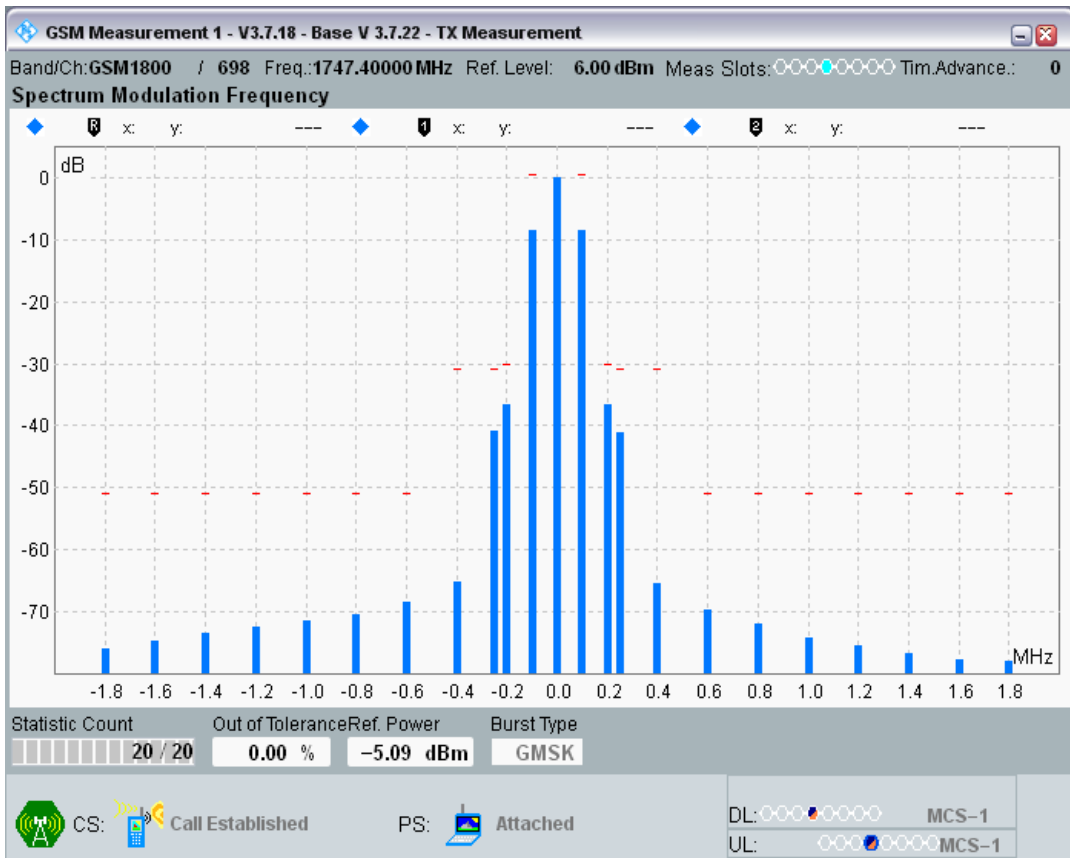 GSM Measurement 1 - V3.7.18 - Base V 3.7.22 - TX Measurement
Band/Ch:GSM1800 / 698 Freq.:1747.40000 MHz Ref. Level: 6.00 dBm Meas Slots: Tim.Advance.: 0
Spectrum Modulation Frequency
R x: y: --- 1 x: y: --- 2 x: y: ---
dB
0
-10
-20
-30
-40
-50
-60
-70
MHz
-1.8 -1.6 -1.4 -1.2 -1.0 -0.8 -0.6 -0.4 -0.2 0.0 0.2 0.4 0.6 0.8 1.0 1.2 1.4 1.6 1.8
Statistic Count Out of Tolerance Ref. Power Burst Type
20 / 20 0.00 % -5.09 dBm GMSK
CS: Call Established PS: Attached
DL: MCS-1
UL: MCS-1